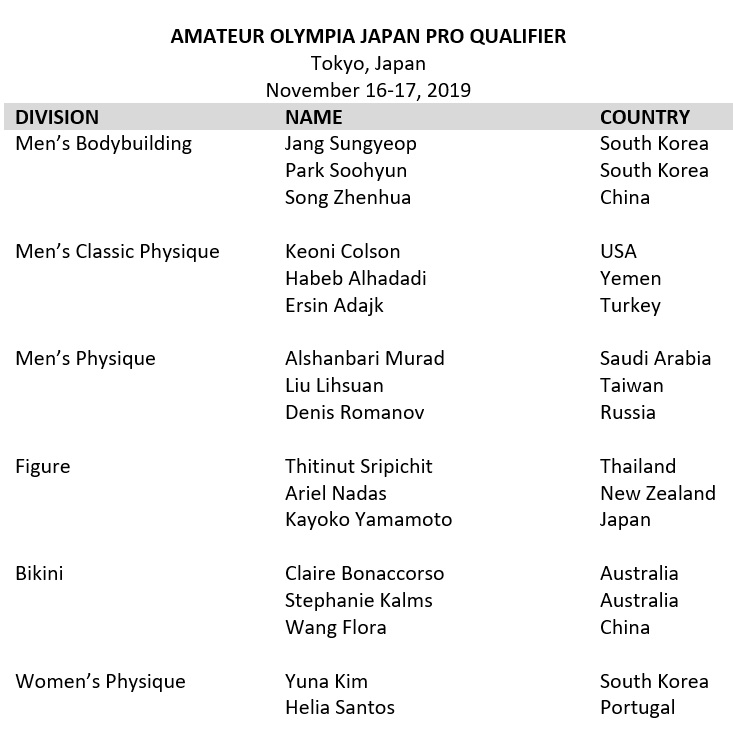 AMATEUR OLYMPIA JAPAN PRO QUALIFIER
Tokyo, Japan
November 16-17, 2019
DIVISION NAME COUNTRY
Men’s Bodybuilding Jang Sungyeop South Korea
Park Soohyun South Korea
Song Zhenhua China
Men’s Classic Physique Keoni Colson USA
Habeb Alhadadi Yemen
Ersin Adajk Turkey
Men’s Physique Alshanbari Murad Saudi Arabia
Liu Lihsuan Taiwan
Denis Romanov Russia
Figure Thitinut Sripichit Thailand
Ariel Nadas New Zealand
Kayoko Yamamoto Japan
Bikini Claire Bonaccorso Australia
Stephanie Kalms Australia
Wang Flora China
Women’s Physique Yuna Kim South Korea
Helia Santos Portugal